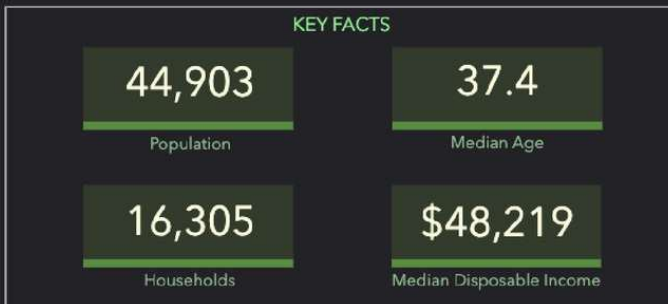 KEY FACTS
44,903
37.4
Population
Median Age
16,305
$48,219
Households
Median Disposable Income